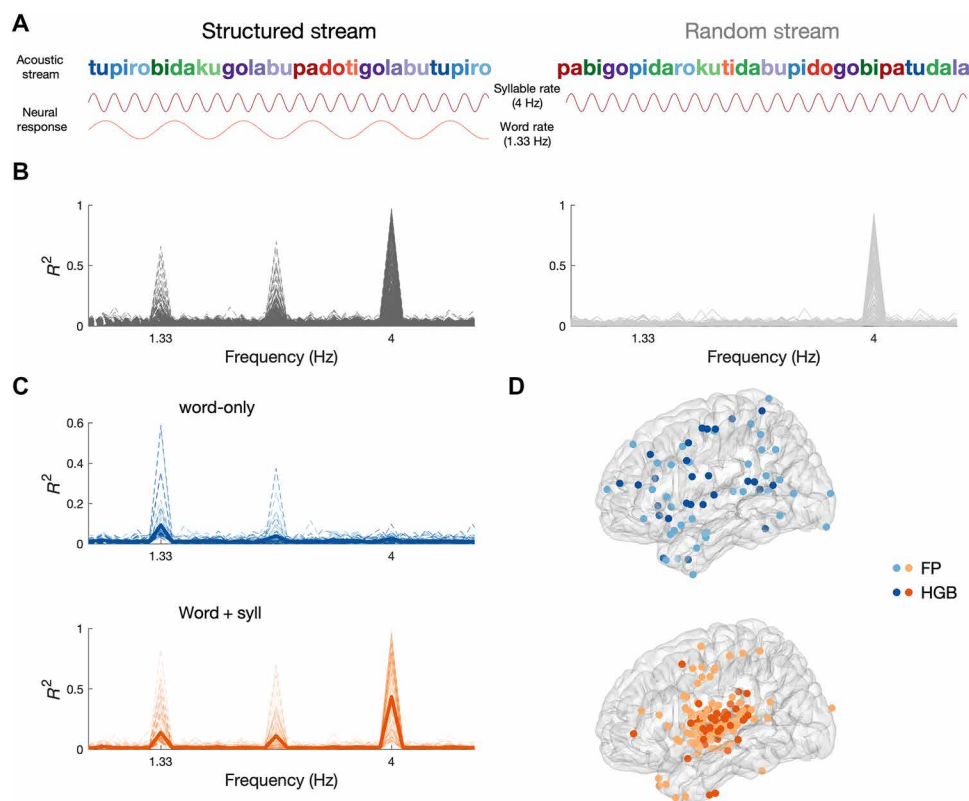 A
Structured stream
Random stream
Acoustic stream
tupirobidakugolabupadotigolabutupiro
pabigopidarokutidabupidogobipatudala
Neural response
Syllable rate (4 Hz)
Word rate (1.33 Hz)
B
1
0.5
0
R²
1.33
4
Frequency (Hz)
1
0.5
0
R²
1.33
4
Frequency (Hz)
C
word-only
0.6
0.4
0.2
0
R²
1.33
4
Word + syll
1
0.5
0
R²
1.33
4
Frequency (Hz)
D
FP
HGB